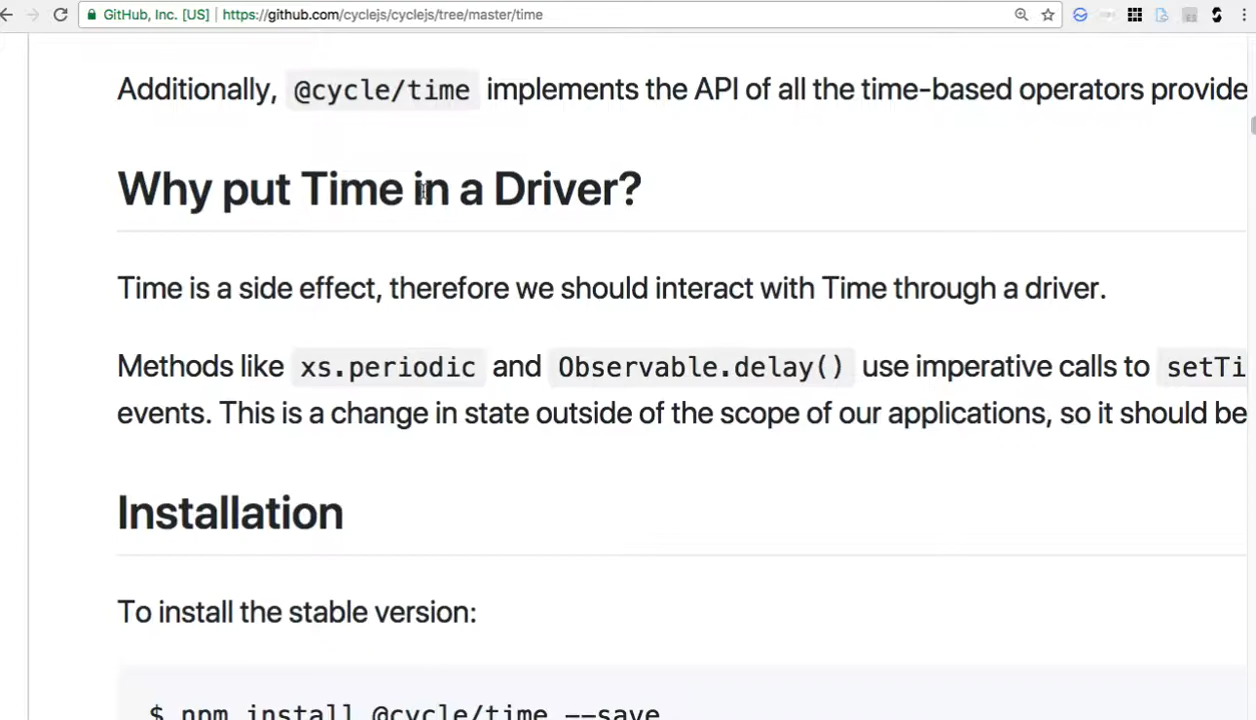 GitHub, Inc. [US] | https://github.com/cyclejs/cyclejs/tree/master/time
Additionally, @cycle/time implements the API of all the time-based operators provide
Why put Time in a Driver?
Time is a side effect, therefore we should interact with Time through a driver.
Methods like xs.periodic and Observable.delay() use imperative calls to setTi
events. This is a change in state outside of the scope of our applications, so it should be
Installation
To install the stable version:
$ npm install @cycle/time --save